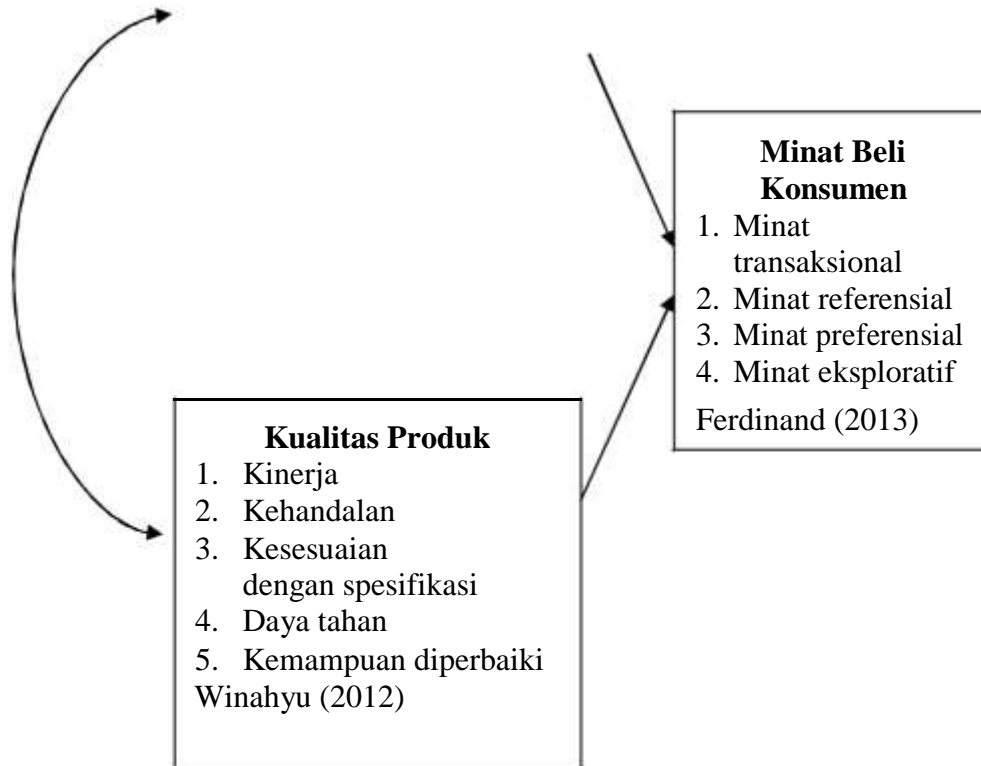 Minat Beli
Konsumen
1. Minat
transaksional
2. Minat referensial
3. Minat preferensial
4. Minat eksploratif
Ferdinand (2013)
Kualitas Produk
1. Kinerja
2. Kehandalan
3. Kesesuaian
dengan spesifikasi
4. Daya tahan
5. Kemampuan diperbaiki
Winahyu (2012)